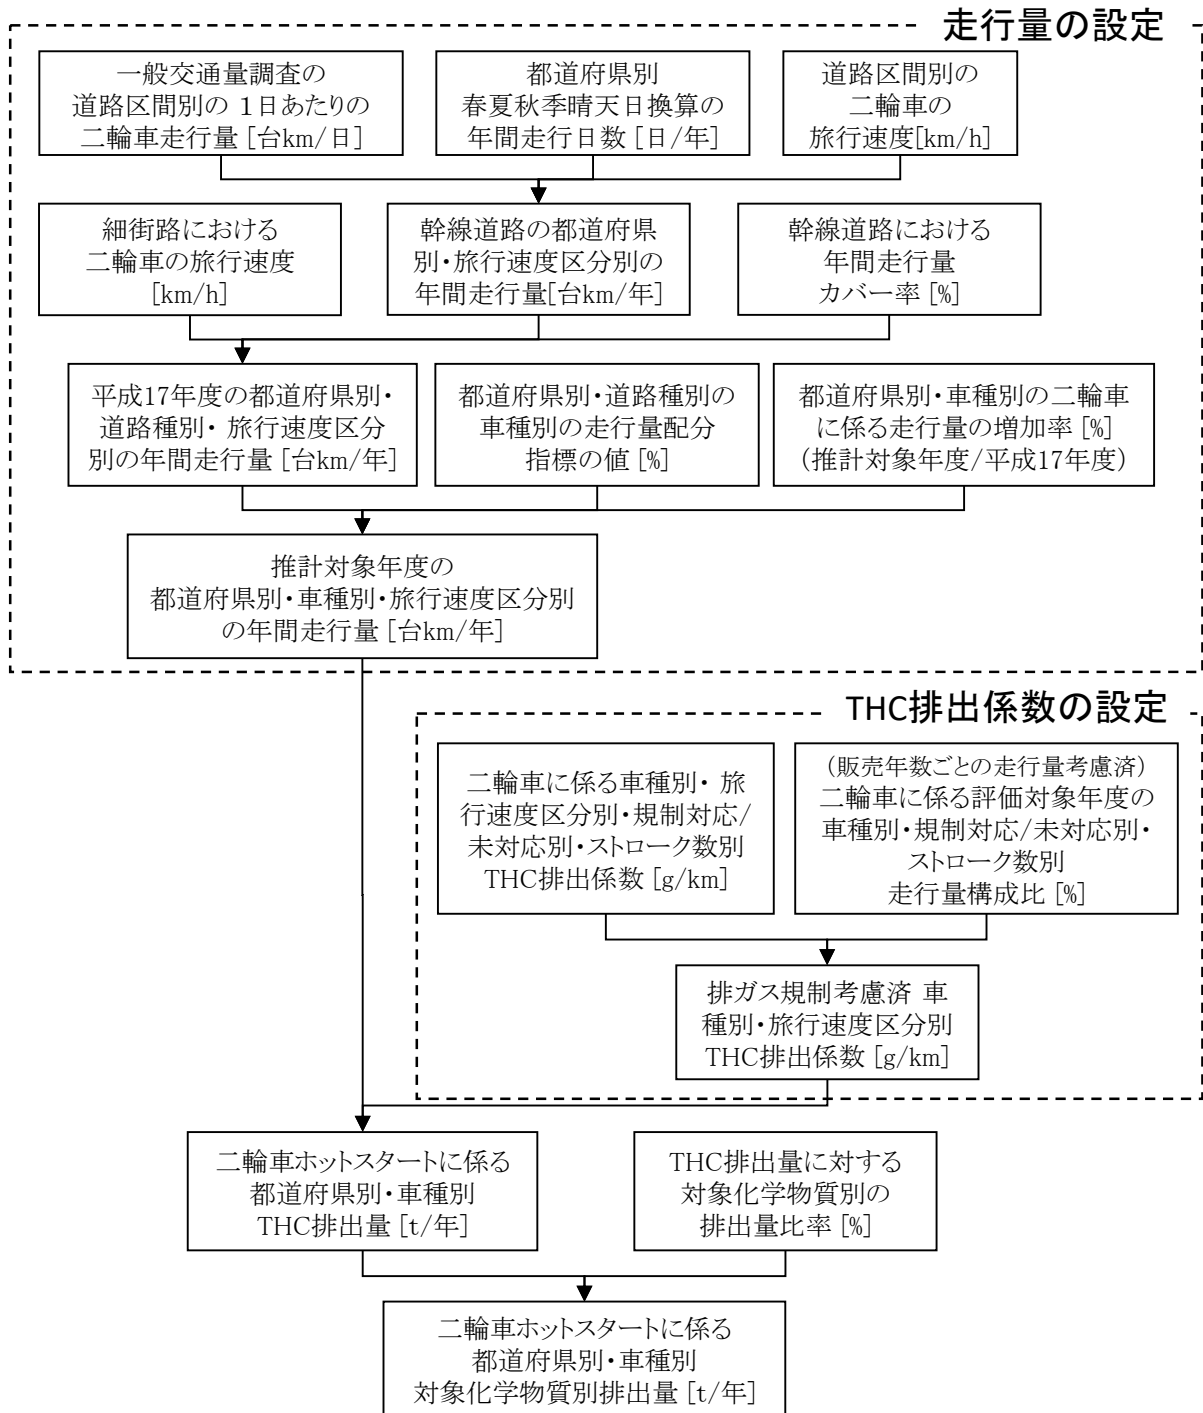 走行量の設定
一般交通量調査の
道路区間別の 1日あたりの
二輪車走行量[台km/日]
都道府県別
春夏秋季晴天日換算の
年間走行日数[日/年]
道路区間別の
二輪車の
旅行速度[km/h]
細街路における
二輪車の旅行速度
[km/h]
幹線道路の都道府県
別・旅行速度区分別の
年間走行量[台km/年]
幹線道路における
年間走行量
カバー率[%]
平成17年度の都道府県別・
道路種別・ 旅行速度区分
別の年間走行量[台km/年]
都道府県別・道路種別の
車種別の走行量配分
指標の値[%]
都道府県別・車種別の二輪車
に係る走行量の増加率[%]
(推計対象年度/平成17年度)
推計対象年度の
都道府県別・車種別・旅行速度区分別
の年間走行量[台km/年]
THC排出係数の設定
二輪車に係る車種別・ 旅
行速度区分別・規制対応/
未対応別・ストローク数別
THC排出係数[g/km]
(販売年数ごとの走行量考慮済)
二輪車に係る評価対象年度の
車種別・規制対応/未対応別・
ストローク数別
走行量構成比[%]
排ガス規制考慮済 車
種別・旅行速度区分別
THC排出係数[g/km]
二輪車ホットスタートに係る
都道府県別・車種別
THC排出量[t/年]
THC排出量に対する
対象化学物質別の
排出量比率[%]
二輪車ホットスタートに係る
都道府県別・車種別
対象化学物質別排出量[t/年]